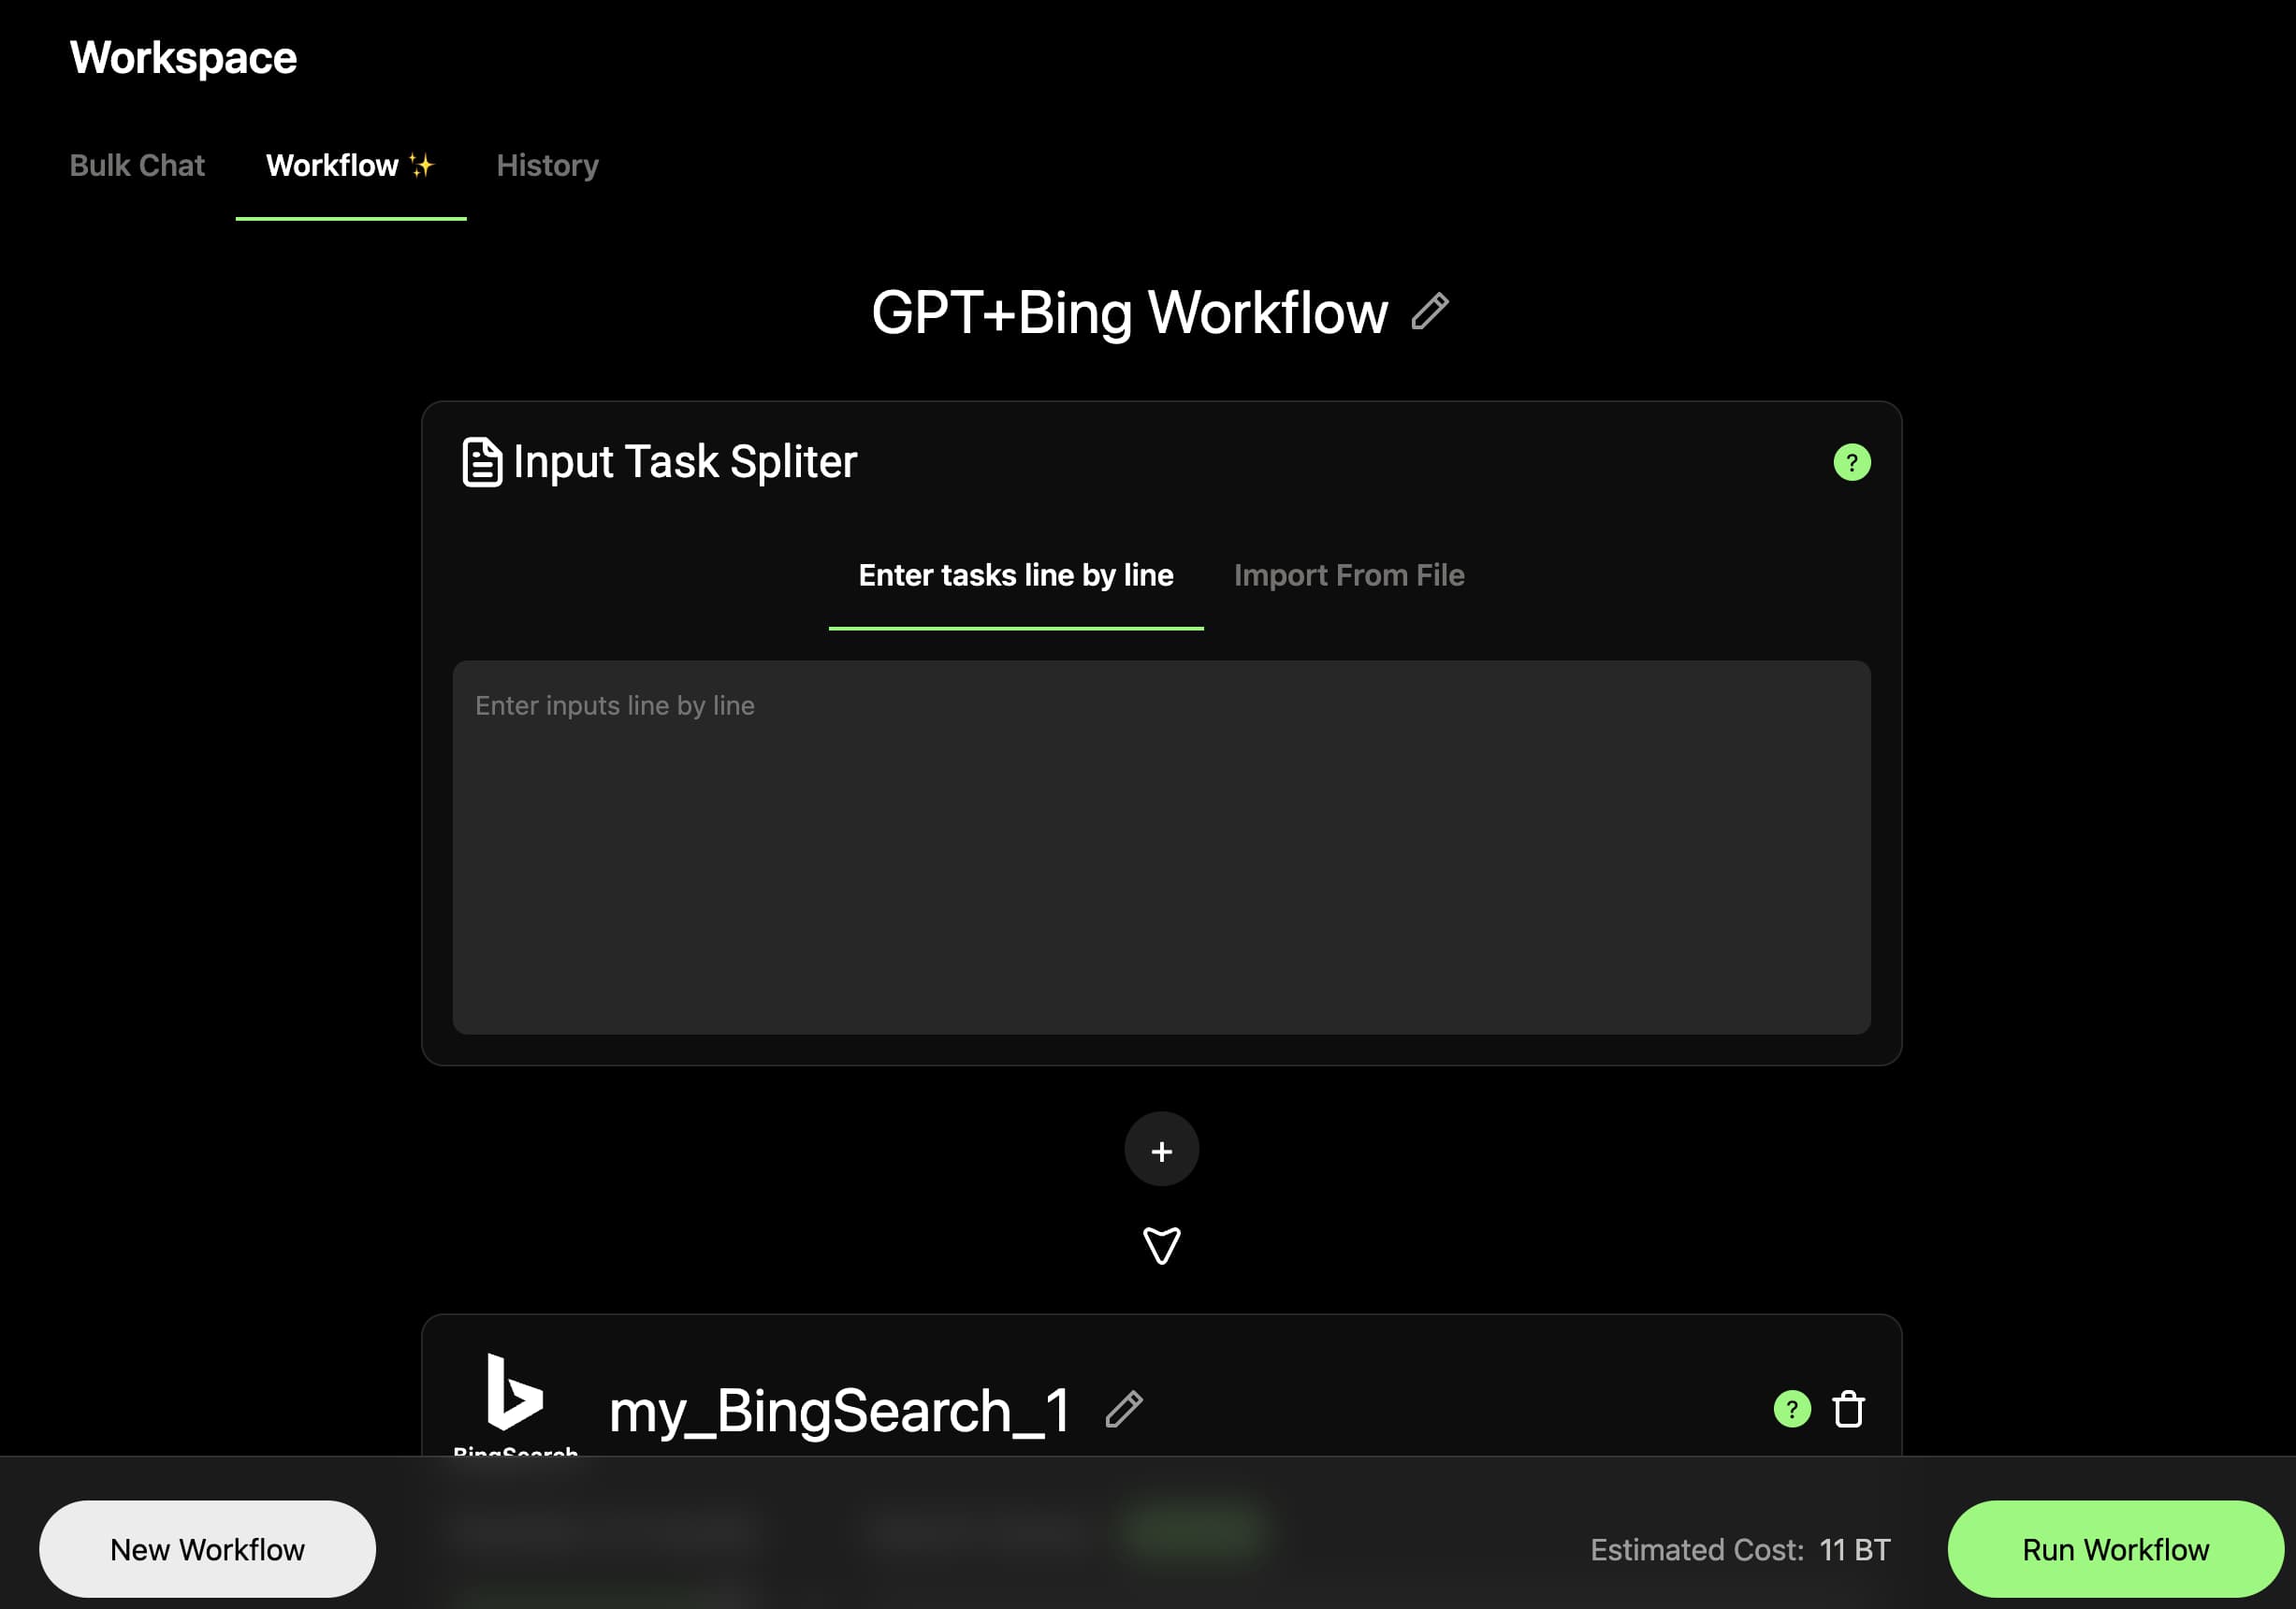 Workspace
Bulk Chat Workflow ✨ History
GPT+Bing Workflow
Input Task Spliter
?
Enter tasks line by line Import From File
Enter inputs line by line
+
my_BingSearch_1
?
BingSearch
New Workflow Estimated Cost: 11 BT Run Workflow